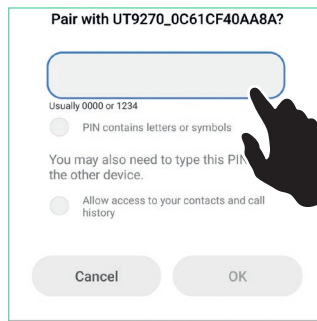 Pair with UT9270_0C61CF40AA8A?
Usually 0000 or 1234
PIN contains letters or symbols
You may also need to type this PIN
the other device.
Allow access to your contacts and call
history
Cancel OK